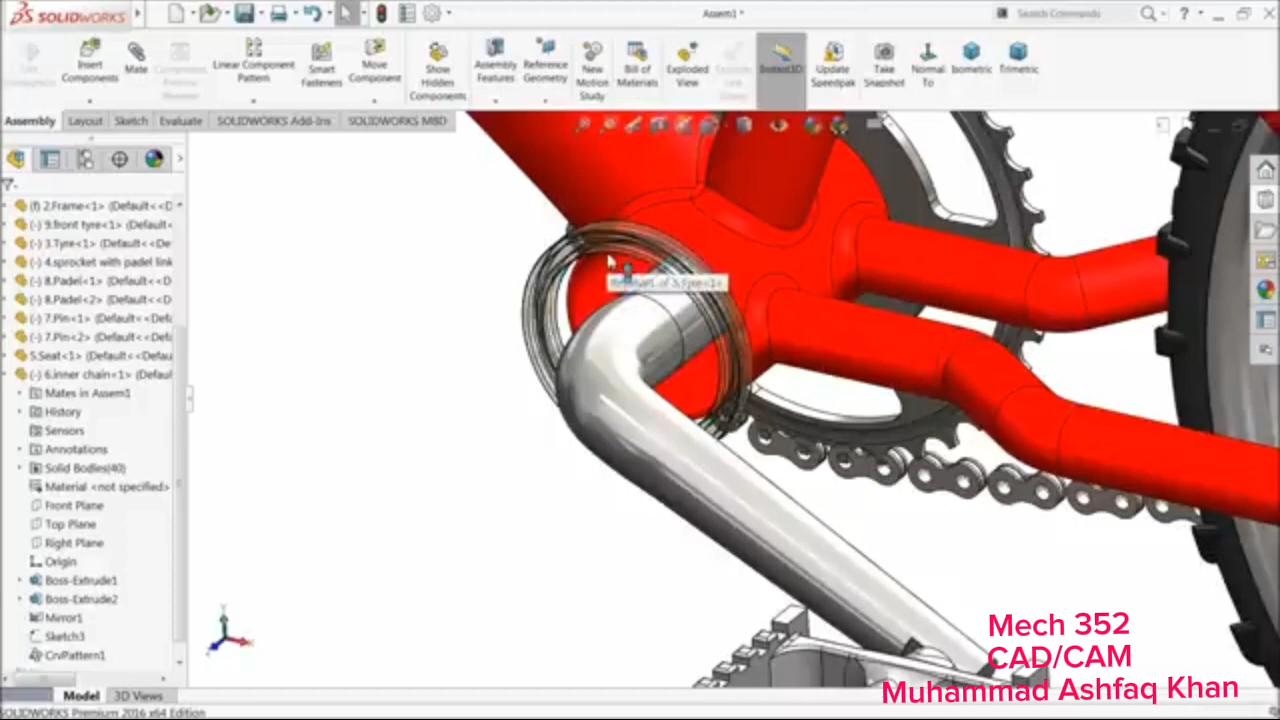 SOLIDWORKS
Assem1 *
Search Commands
Insert Components
Mate
Linear Component Pattern
Smart Fasteners
Move Component
Show Hidden Components
Assembly Features
Reference Geometry
New Motion Study
Bill of Materials
Exploded View
Instant3D
Update Speedpak
Take Snapshot
Normal To
Isometric
Trimetric
Assembly Layout Sketch Evaluate SOLIDWORKS Add-Ins SOLIDWORKS MBD
(f) 2.Frame<1> (Default<<D
(-) 9.front tyre<1> (Default<
(-) 3.Tyre<1> (Default<<De
(-) 4.sprocket with padel link
(-) 8.Padel<1> (Default<<D
(-) 8.Padel<2> (Default<<D
(-) 7.Pin<1> (Default<<Def
(-) 7.Pin<2> (Default<<Def
5.Seat<1> (Default<<Defau
(-) 6.inner chain<1> (Defaul
Mates in Assem1
History
Sensors
Annotations
Solid Bodies(40)
Material <not specified>
Front Plane
Top Plane
Right Plane
Origin
Boss-Extrude1
Boss-Extrude2
Mirror1
Sketch3
CrvPattern1
Model 3D Views
SOLIDWORKS Premium 2016 x64 Edition
Mech 352
CAD/CAM
Muhammad Ashfaq Khan